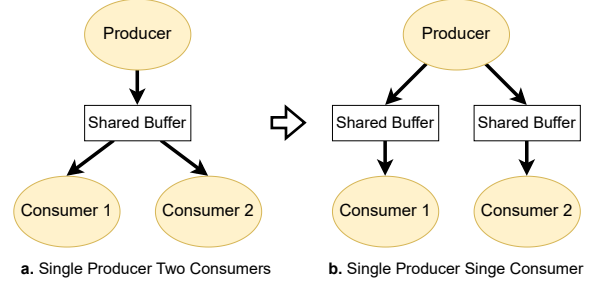 Producer
Producer
Shared Buffer
Shared Buffer
Shared Buffer
Consumer 1
Consumer 2
Consumer 1
Consumer 2
a. Single Producer Two Consumers
b. Single Producer Singe Consumer